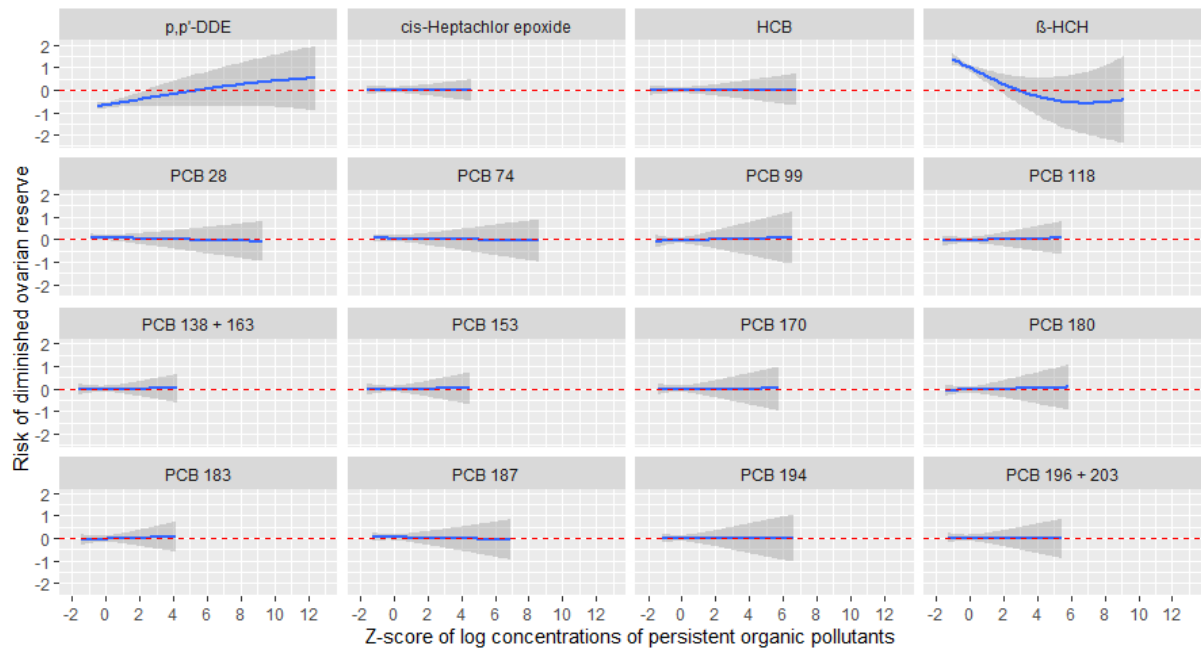 p,p'-DDE cis-Heptachlor epoxide HCB ß-HCH
2
1
0
-1
-2
PCB 28 PCB 74 PCB 99 PCB 118
2
1
0
-1
-2
PCB 138 + 163 PCB 153 PCB 170 PCB 180
2
1
0
-1
-2
PCB 183 PCB 187 PCB 194 PCB 196 + 203
2
1
0
-1
-2
-2 0 2 4 6 8 10 12 -2 0 2 4 6 8 10 12 -2 0 2 4 6 8 10 12 -2 0 2 4 6 8 10 12
Z-score of log concentrations of persistent organic pollutants
Risk of diminished ovarian reserve